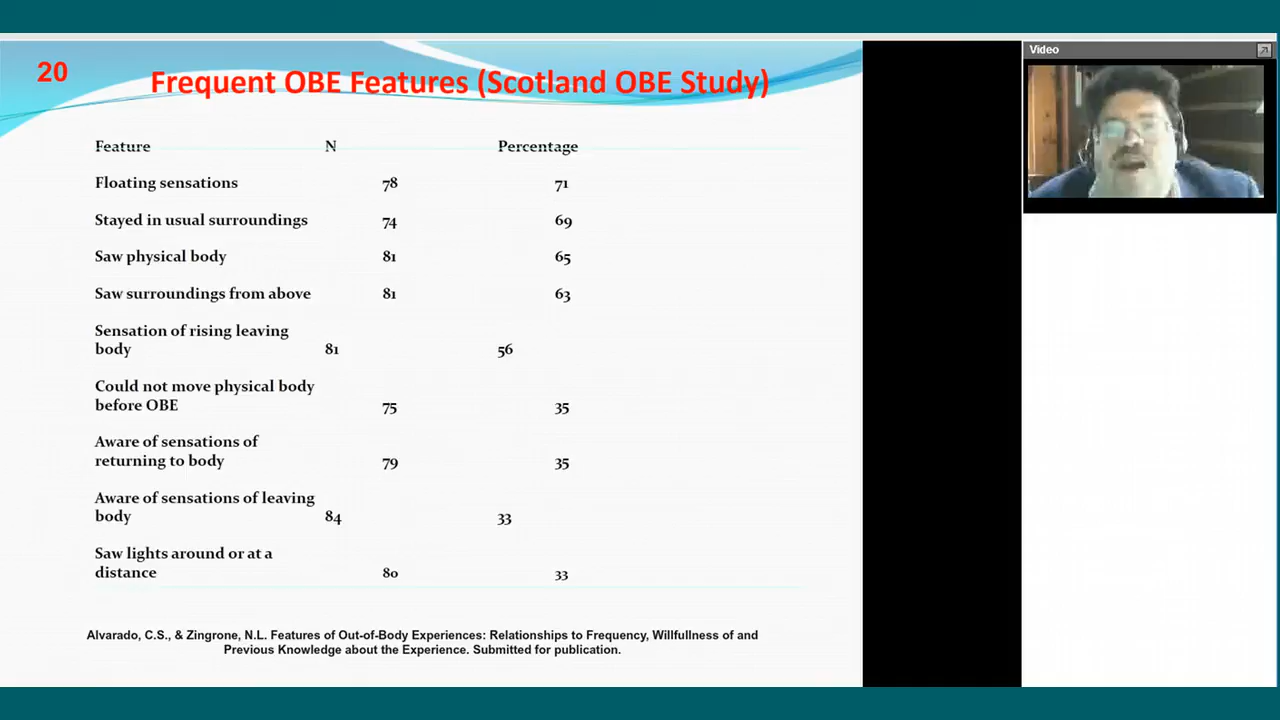 20
Frequent OBE Features (Scotland OBE Study)
Video
Feature N Percentage
Floating sensations 78 71
Stayed in usual surroundings 74 69
Saw physical body 81 65
Saw surroundings from above 81 63
Sensation of rising leaving
body 81 56
Could not move physical body
before OBE 75 35
Aware of sensations of
returning to body 79 35
Aware of sensations of leaving
body 84 33
Saw lights around or at a
distance 80 33
Alvarado, C.S., & Zingrone, N.L. Features of Out-of-Body Experiences: Relationships to Frequency, Willfullness of and
Previous Knowledge about the Experience. Submitted for publication.